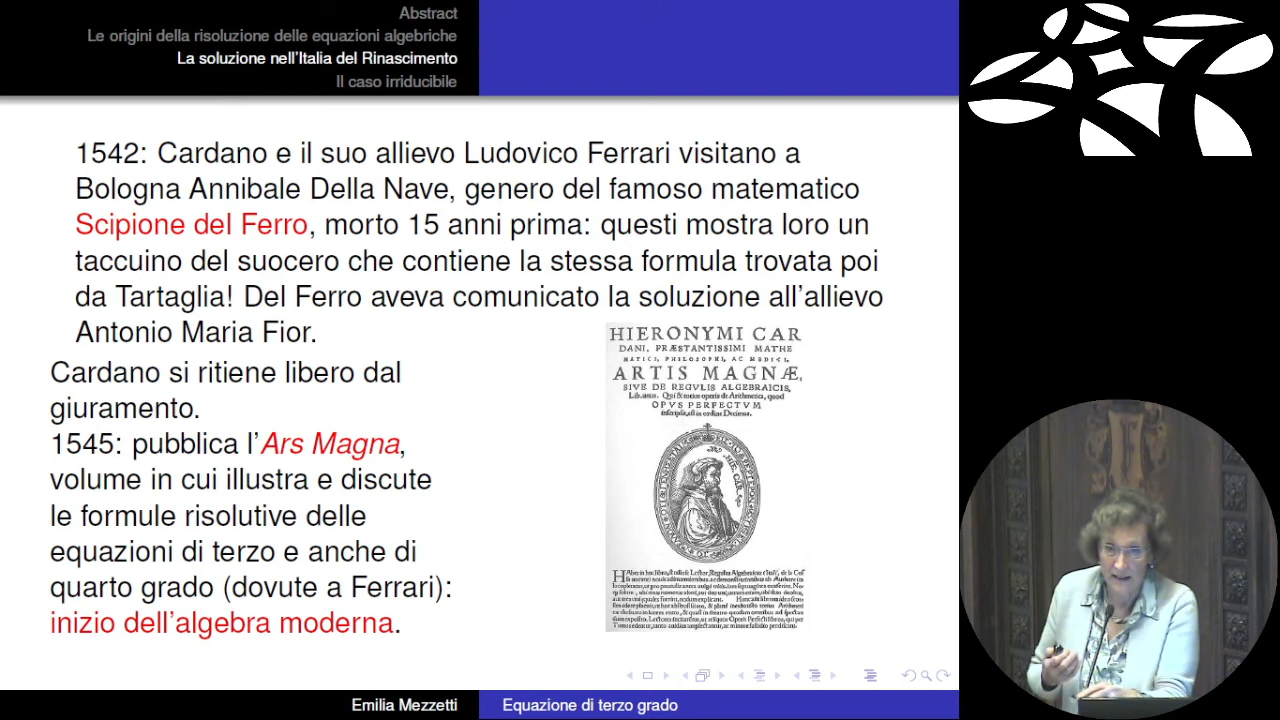 Abstract
Le origini della risoluzione delle equazioni algebriche
La soluzione nell'Italia del Rinascimento
Il caso irriducibile
1542: Cardano e il suo allievo Ludovico Ferrari visitano a
Bologna Annibale Della Nave, genero del famoso matematico
Scipione del Ferro, morto 15 anni prima: questi mostra loro un
taccuino del suocero che contiene la stessa formula trovata poi
da Tartaglia! Del Ferro aveva comunicato la soluzione all'allievo
Antonio Maria Fior.
Cardano si ritiene libero dal
giuramento.
1545: pubblica l'Ars Magna,
volume in cui illustra e discute
le formule risolutive delle
equazioni di terzo e anche di
quarto grado (dovute a Ferrari):
inizio dell'algebra moderna.
HIERONYMI CAR
DANI, PRÆSTANTISSIMI MATHE
MATICI, PHILOSOPHI, AC MEDICI,
ARTIS MAGNÆ,
SIVE DE REGVLIS ALGEBRAICIS,
Lib. unus. Qui & totius operis de Arithmetica, quod
OPVS PERFECTVM
inscripsit, est in ordine Decimus.
Emilia Mezzetti
Equazione di terzo grado